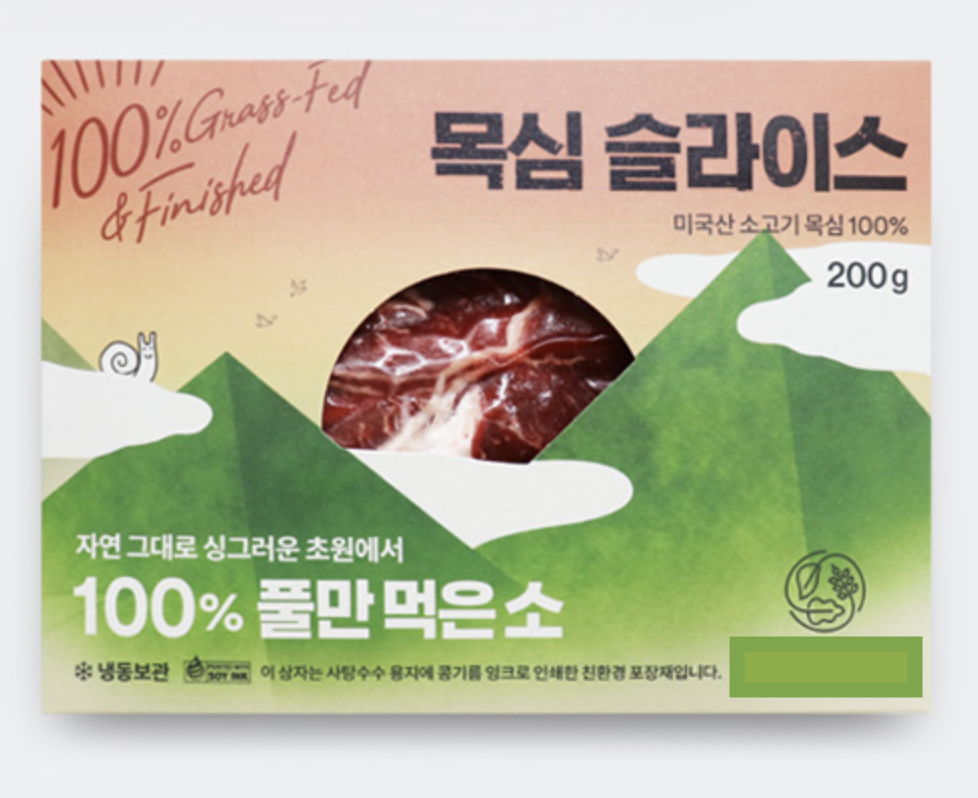 100% Grass-Fed
& Finished
목심 슬라이스
미국산 소고기 목심 100%
200g
자연 그대로 싱그러운 초원에서
100% 풀만 먹은 소
냉동보관
PRINTED WITH
SOY INK
이 상자는 사탕수수 용지에 콩기름 잉크로 인쇄한 친환경 포장재입니다.